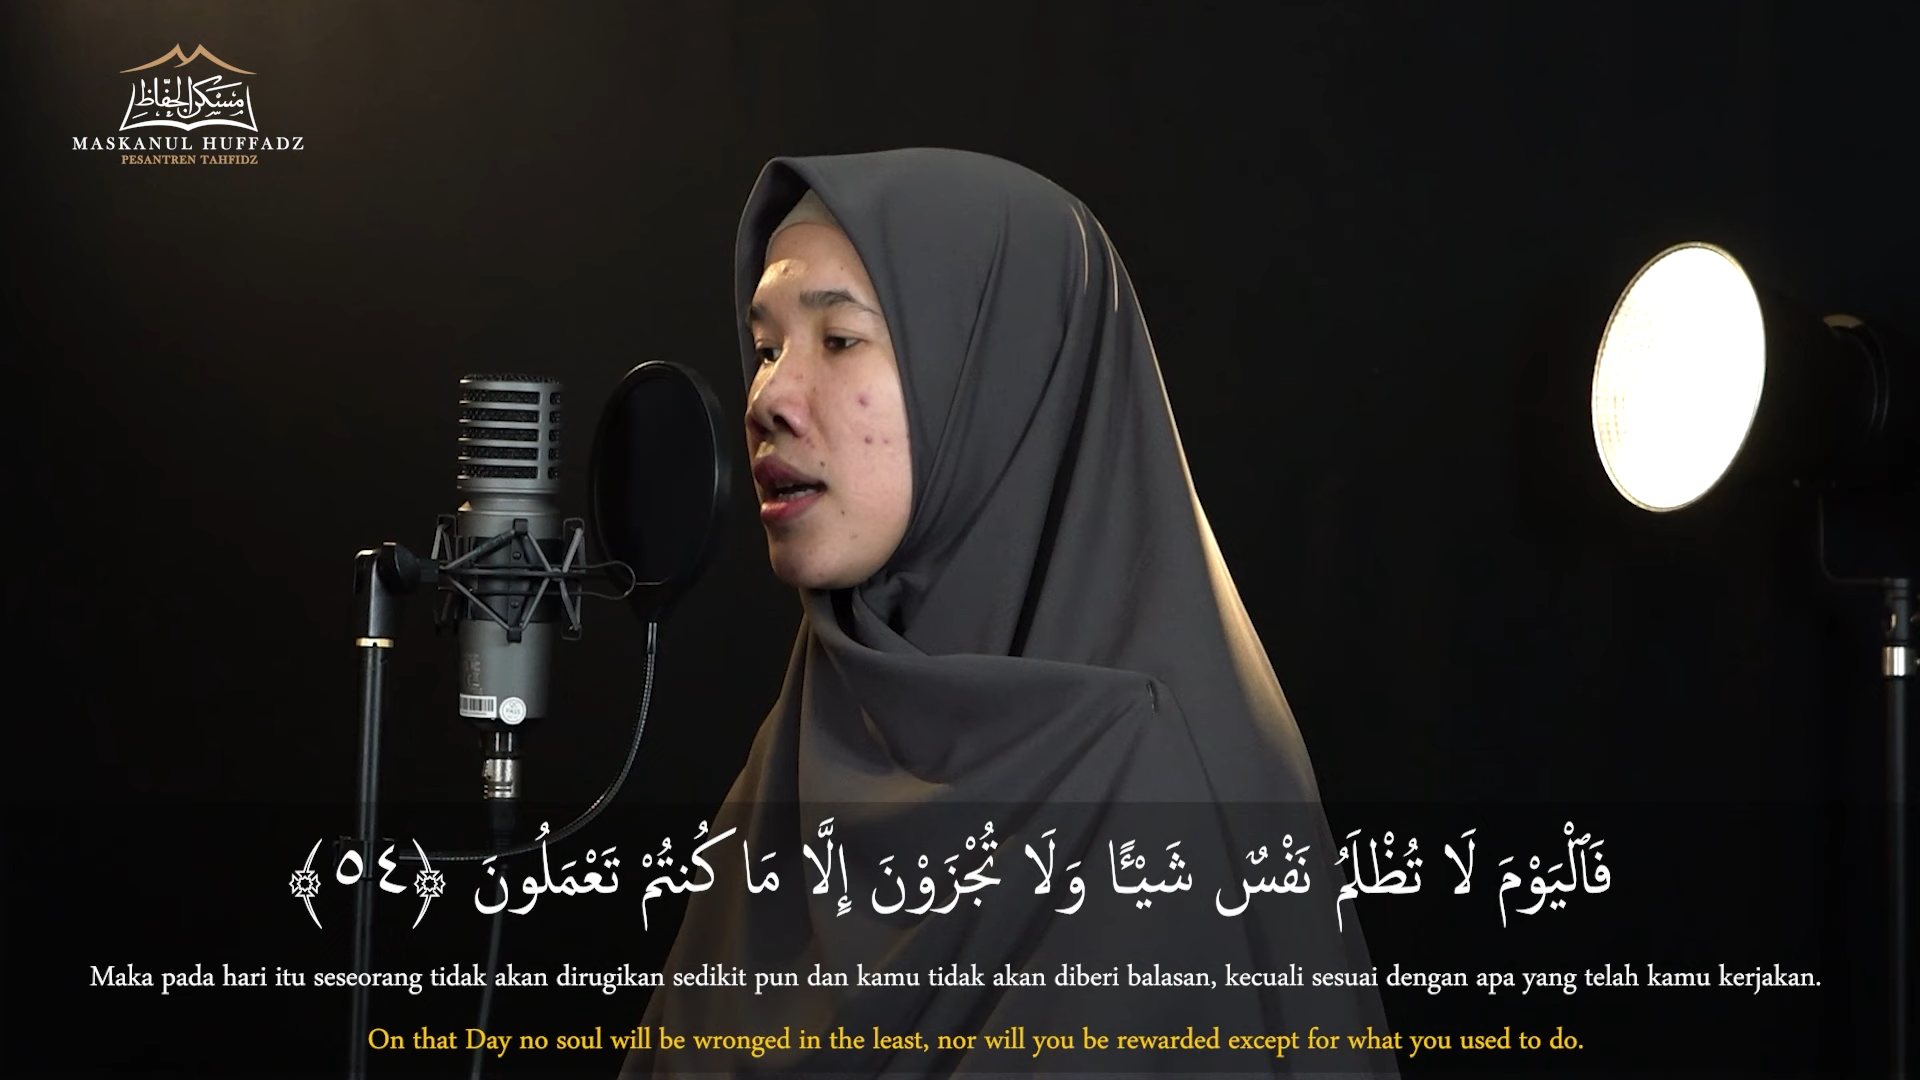 مسكن الحفاظ
MASKANUL HUFFADZ
PESANTREN TAHFIDZ
PASS
فَٱلْيَوْمَ لَا تُظْلَمُ نَفْسٌ شَيْـًٔا وَلَا تُجْزَوْنَ إِلَّا مَا كُنتُمْ تَعْمَلُونَ ﴿٥٤﴾
Maka pada hari itu seseorang tidak akan dirugikan sedikit pun dan kamu tidak akan diberi balasan, kecuali sesuai dengan apa yang telah kamu kerjakan.
On that Day no soul will be wronged in the least, nor will you be rewarded except for what you used to do.